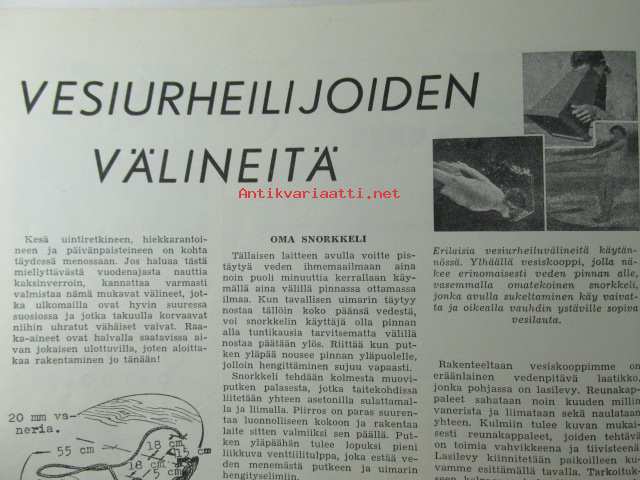 VESIURHEILIJOIDEN
VÄLINEITÄ
Antikvariaatti.net
Kesä uintiretkineen, hiekkarantoi-
neen ja päivänpaisteineen on kohta
täydessä menossaan. Jos haluaa tästä
miellyttävästä vuodenajasta nauttia
kaksinverroin, kannattaa varmasti
valmistaa nämä mukavat välineet, jot-
ka ulkomailla ovat hyvin suuressa
suosiossa ja jotka takuulla korvaavat
niihin uhratut vähäiset vaivat. Raa-
ka-aineet ovat halvalla saatavissa ai-
van jokaisen ulottuvilla, joten aloitta-
kaa rakentaminen jo tänään!
20 mm va-
neria.
55 cm
18 cm
18 cm
15 cm
5 cm
OMA SNORKKELI
Tällaisen laitteen avulla voitte pis-
täytyä veden ihmemaailmaan aina
noin puoli minuuttia kerrallaan käy-
mällä aina välillä pinnassa ottamassa
ilmaa. Kun tavallisen uimarin täytyy
nostaa tällöin koko päänsä vedestä,
voi snorkkelin käyttäjä olla pinnan
alla tuntikausia tarvitsematta välillä
nostaa päätään ylös. Riittää kun put-
ken yläpää nousee pinnan yläpuolelle,
jolloin hengittäminen sujuu vapaasti.
Snorkkeli tehdään kolmesta muovi-
putken palasesta, jotka taitekohdissa
liitetään yhteen asetonilla sulattamal-
la ja liimalla. Piirros on paras suuren-
taa luonnolliseen kokoon ja rakentaa
laite sitten valmiiksi sen päällä. Put-
ken yläpäähän tulee lopuksi pieni
liikkuva venttiilitulppa, joka estää ve-
den menemästä putkeen ja uimarin
hengityselimiin.
Erilaisia vesiurheiluvälineitä käytän-
nössä. Ylhäällä vesiskooppi, jolla nä-
kee erinomaisesti veden pinnan alle,
vasemmalla omatekoinen snorkkeli,
jonka avulla sukeltaminen käy vaivat-
ta ja oikealla vauhdin ystäville sopiva
vesilauta.
Rakenteeltaan vesiskooppimme on
eräänlainen vedenpitävä laatikko,
jonka pohjassa on lasilevy. Reunakap-
paleet sahataan noin kuuden millin
vanerista ja liimataan sekä naulataan
yhteen. Kulmiin tulee kuvan mukai-
sesti reunakappaleet, joiden tehtävä
on toimia vahvikkeena ja tiivisteenä
Lasilevy kiinnitetään paikoilleen ku-
vamme esittämällä tavalla. Tarkoituk-